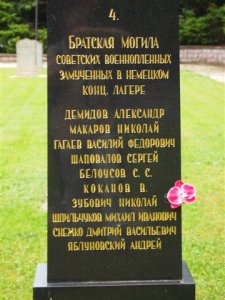 4.
Братская могила
советских военнопленных
замученных в немецком
конц. лагере
Демидов Александр
Макаров Николай
Гагаев Василий Федорович
Шаповалов Сергей
Белоусов С. С.
Коканов В.
Зубович Николай
Шпильчуков Михаил Иванович
Снежко Дмитрий Васильевич
Яблуновский Андрей